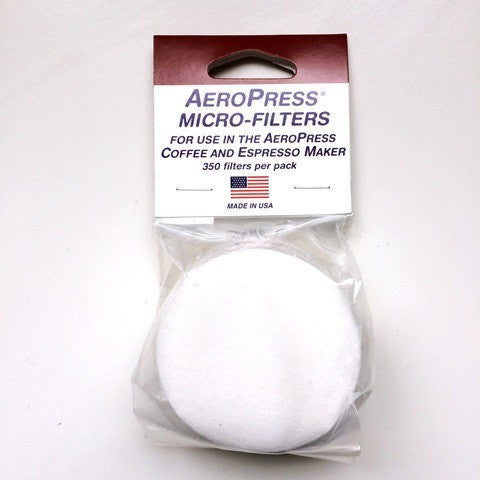 AEROPRESS®
MICRO-FILTERS
FOR USE IN THE AEROPRESS
COFFEE AND ESPRESSO MAKER
350 filters per pack
MADE IN USA